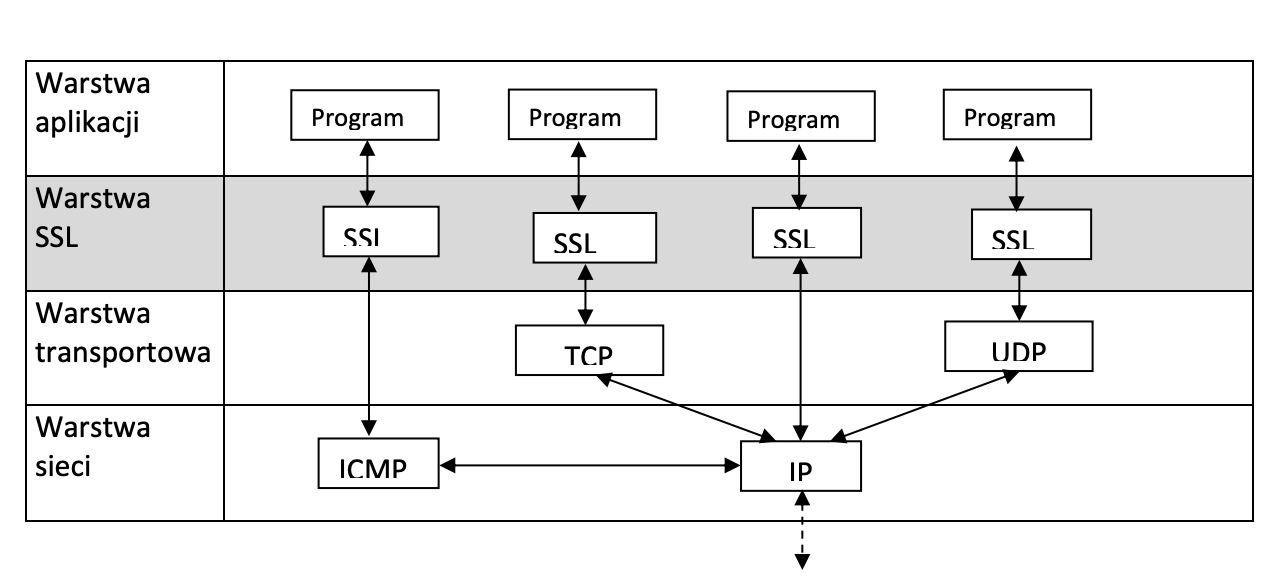 Warstwa
aplikacji
Program
Program
Program
Program
Warstwa
SSL
SSL
SSL
SSL
SSL
Warstwa
transportowa
TCP
UDP
Warstwa
sieci
ICMP
IP